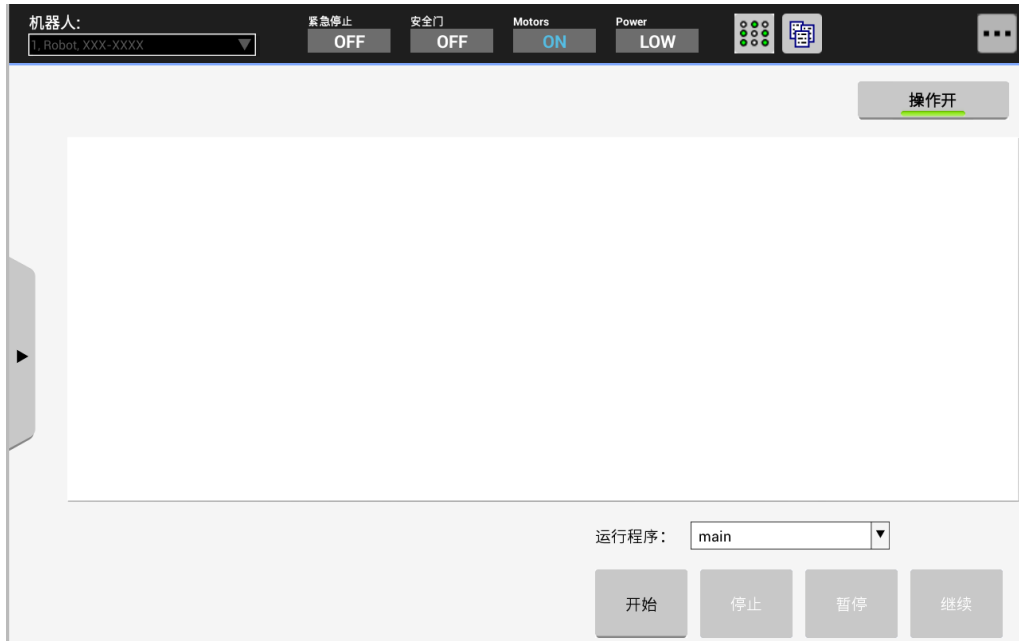 机器人:
1, Robot, XXX-XXXX
紧急停止 安全门 Motors Power
OFF OFF ON LOW
操作开
运行程序: main
开始 停止 暂停 继续